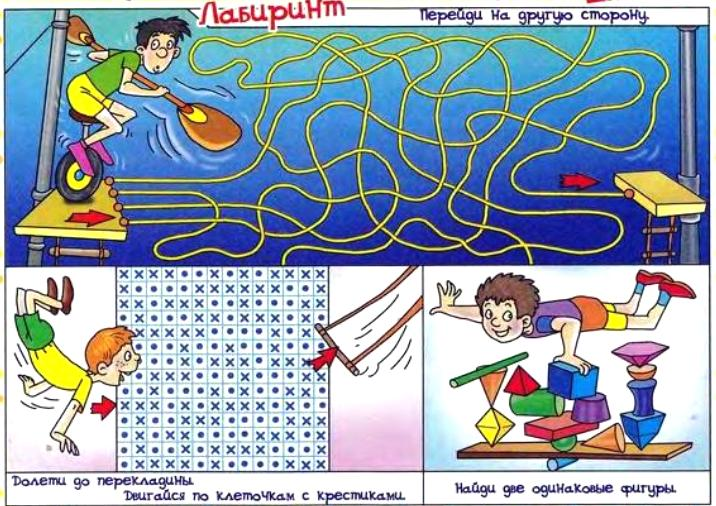 Лабиринт
Перейди на другую сторону.
Долети до перекладины.
Двигайся по клеточкам с крестиками.
Найди две одинаковые фигуры.